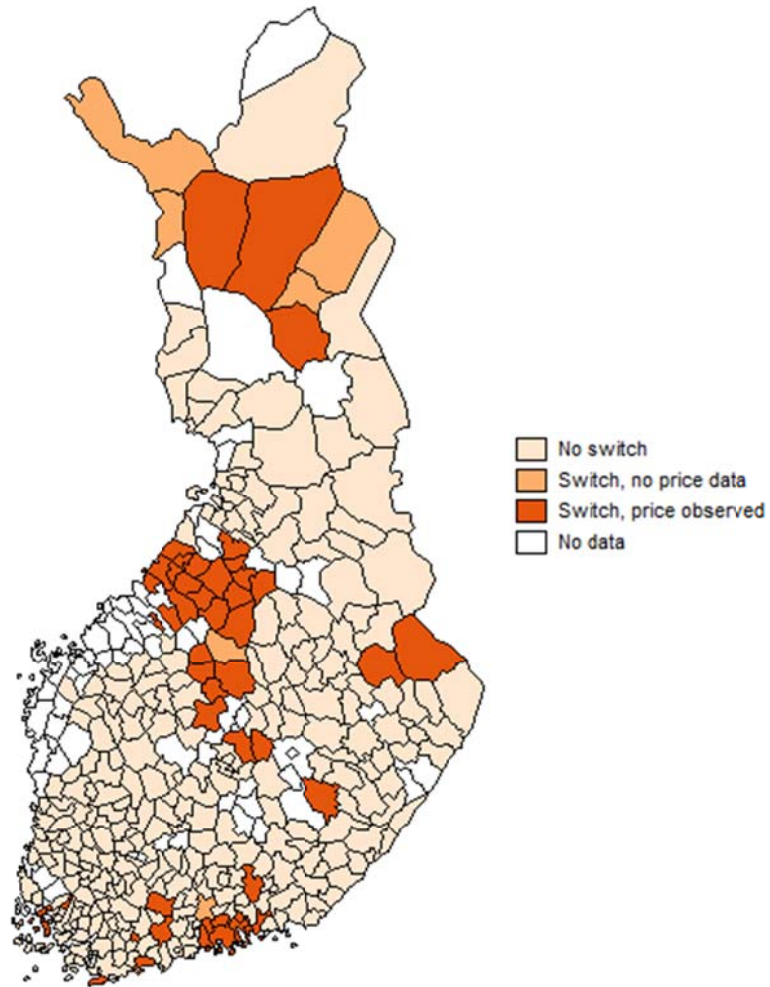 No switch
Switch, no price data
Switch, price observed
No data